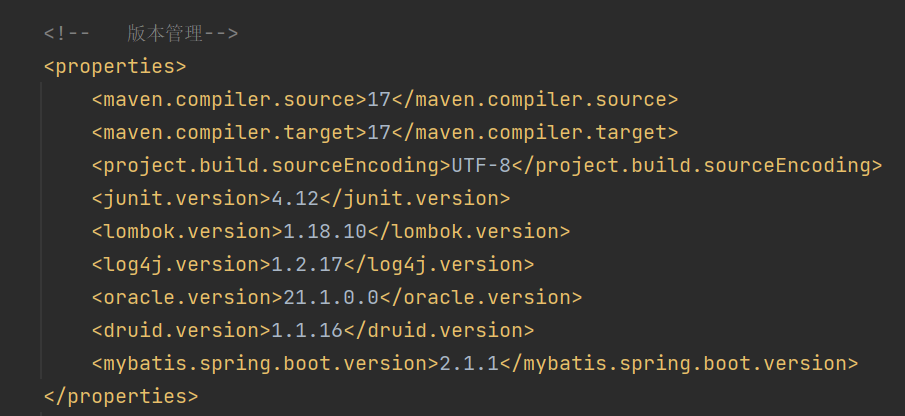 <!--   版本管理-->
<properties>
    <maven.compiler.source>17</maven.compiler.source>
    <maven.compiler.target>17</maven.compiler.target>
    <project.build.sourceEncoding>UTF-8</project.build.sourceEncoding>
    <junit.version>4.12</junit.version>
    <lombok.version>1.18.10</lombok.version>
    <log4j.version>1.2.17</log4j.version>
    <oracle.version>21.1.0.0</oracle.version>
    <druid.version>1.1.16</druid.version>
    <mybatis.spring.boot.version>2.1.1</mybatis.spring.boot.version>
</properties>